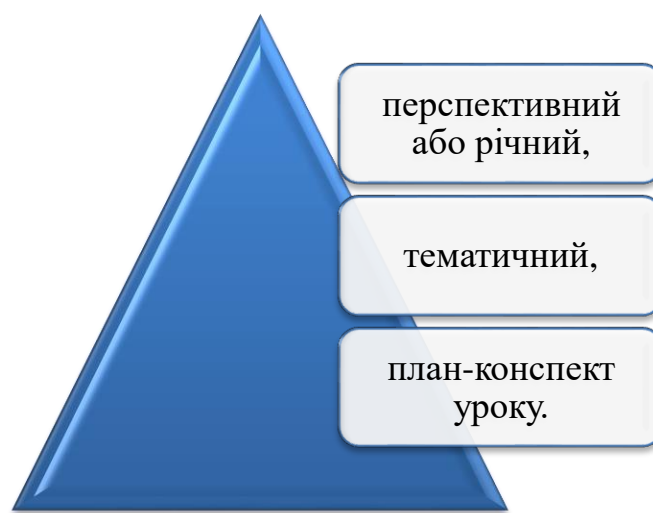 перспективний
або річний,
тематичний,
план-конспект
уроку.